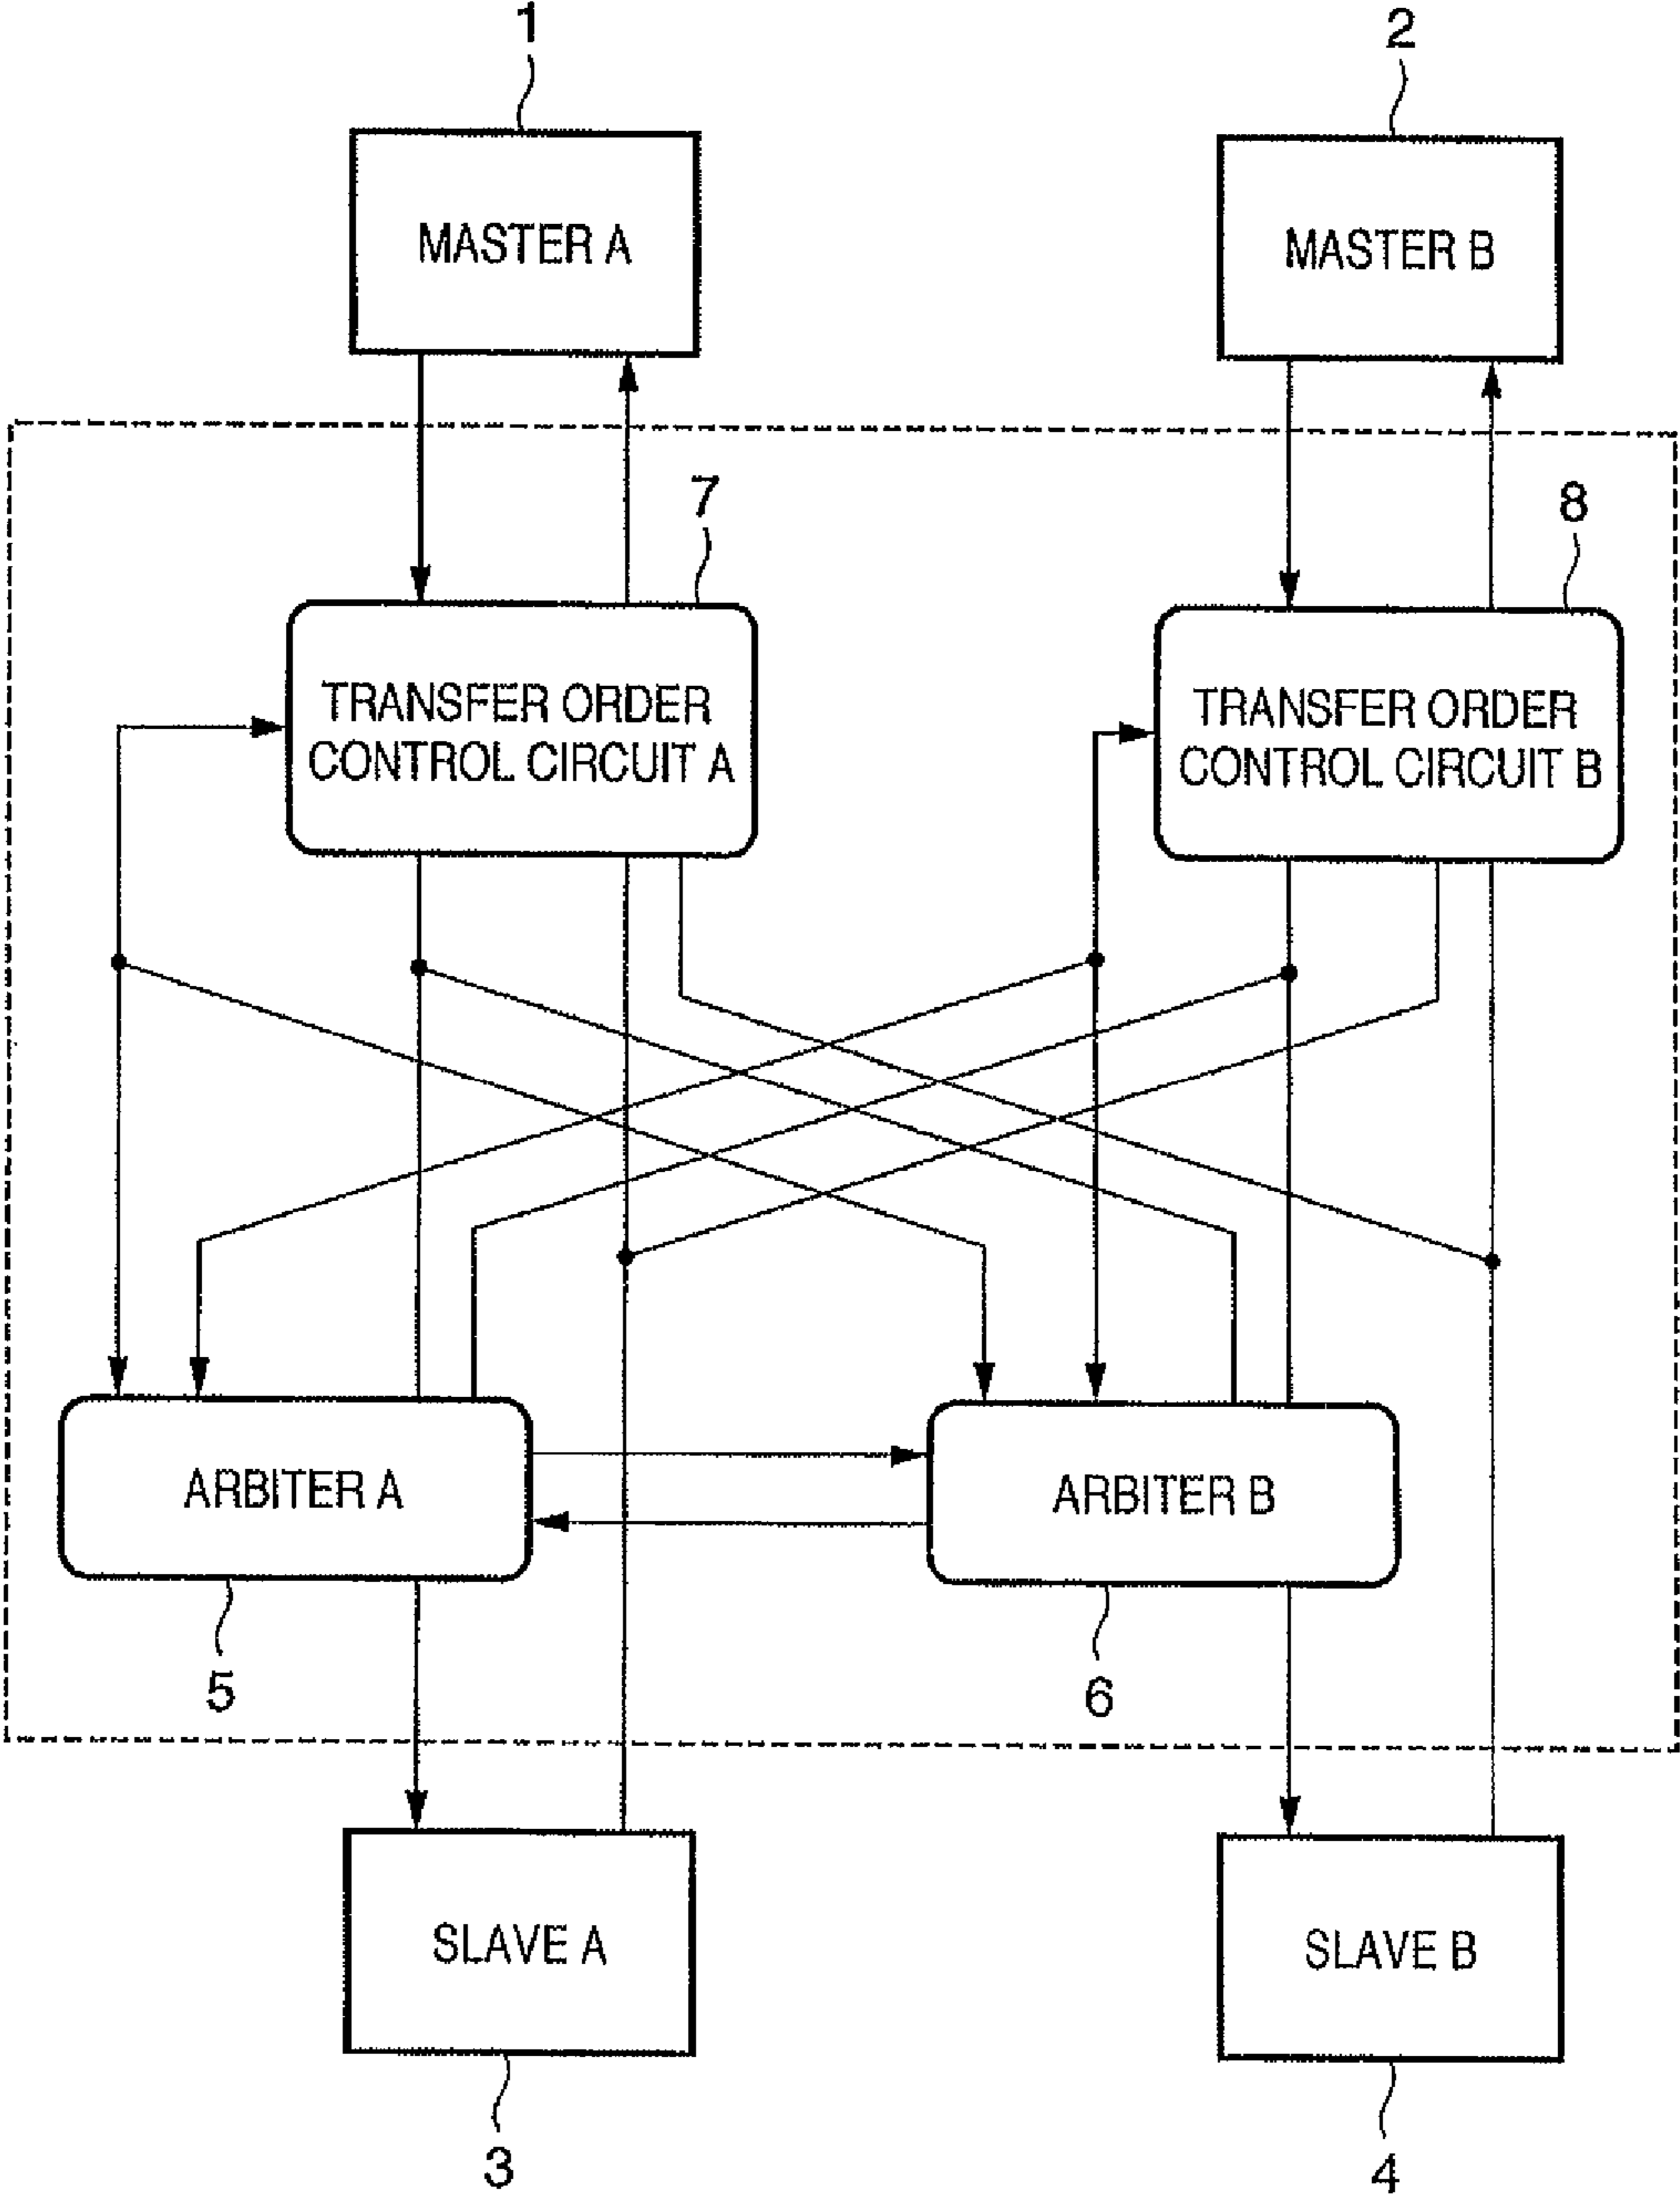 1
2
MASTER A
MASTER B
7
8
TRANSFER ORDER
CONTROL CIRCUIT A
TRANSFER ORDER
CONTROL CIRCUIT B
ARBITER A
ARBITER B
5
6
SLAVE A
SLAVE B
3
4